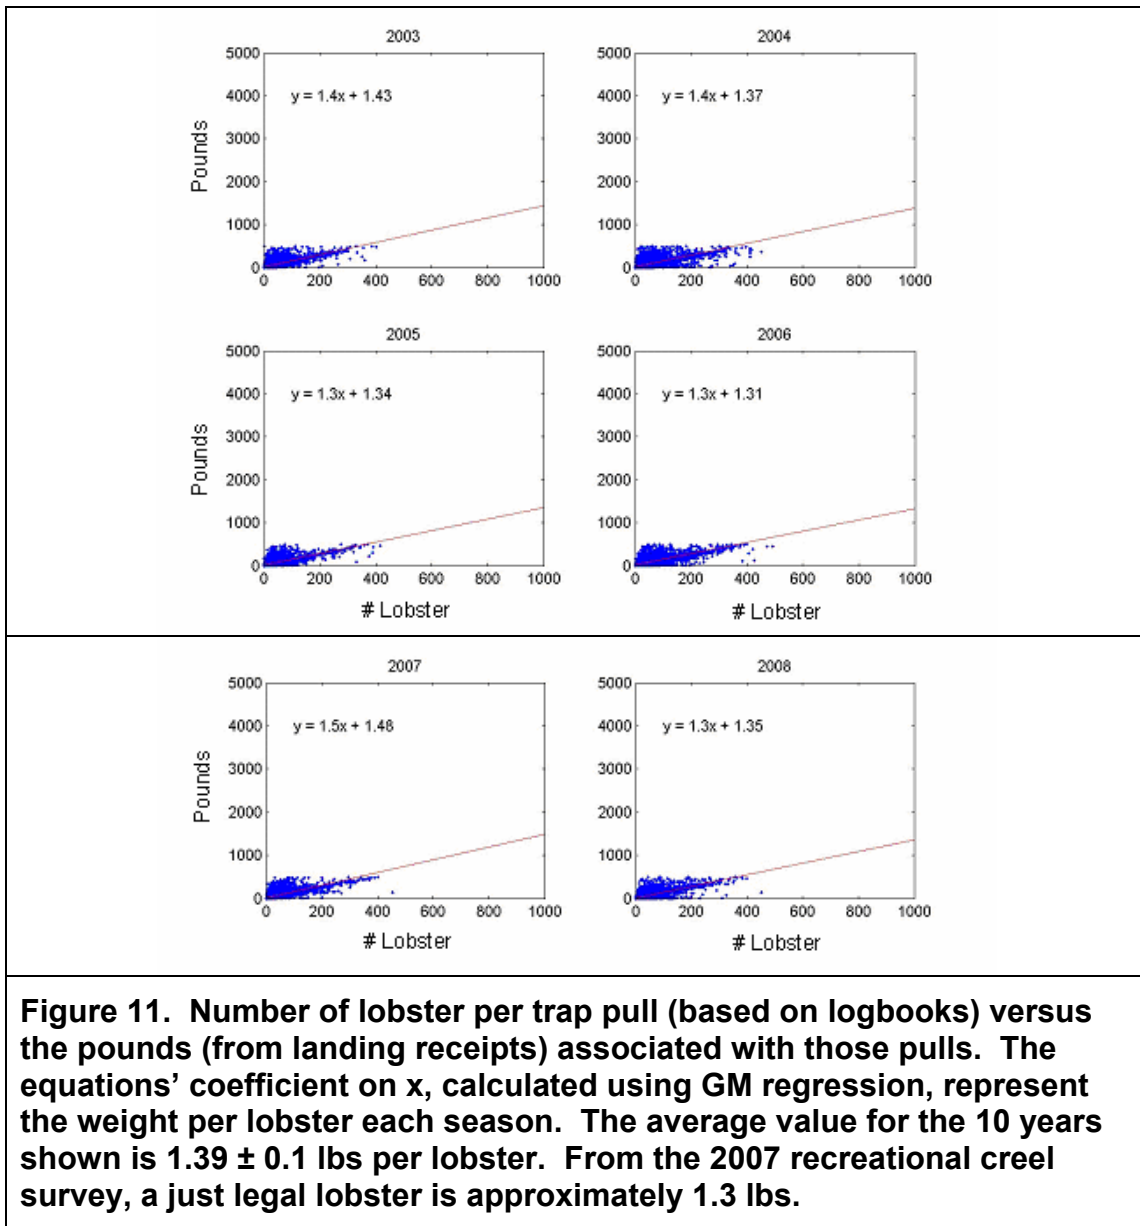 2003
5000
4000
3000
2000
1000
0
y = 1.4x + 1.43
Pounds
0 200 400 600 800 1000
2004
5000
4000
3000
2000
1000
0
y = 1.4x + 1.37
0 200 400 600 800 1000
2005
5000
4000
3000
2000
1000
0
y = 1.3x + 1.34
Pounds
0 200 400 600 800 1000
# Lobster
2006
5000
4000
3000
2000
1000
0
y = 1.3x + 1.31
0 200 400 600 800 1000
# Lobster
2007
5000
4000
3000
2000
1000
0
y = 1.5x + 1.48
Pounds
0 200 400 600 800 1000
# Lobster
2008
5000
4000
3000
2000
1000
0
y = 1.3x + 1.35
0 200 400 600 800 1000
# Lobster
Figure 11. Number of lobster per trap pull (based on logbooks) versus
the pounds (from landing receipts) associated with those pulls. The
equations’ coefficient on x, calculated using GM regression, represent
the weight per lobster each season. The average value for the 10 years
shown is 1.39 ± 0.1 lbs per lobster. From the 2007 recreational creel
survey, a just legal lobster is approximately 1.3 lbs.